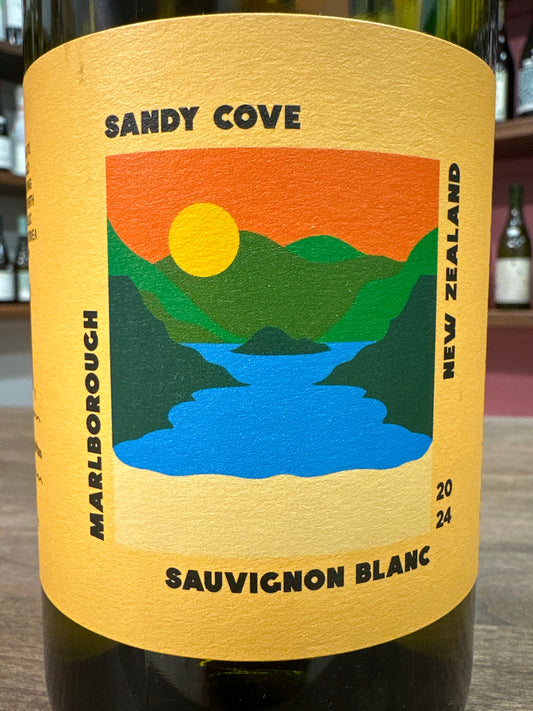 SANDY COVE
MARLBOROUGH
NEW ZEALAND
20
24
SAUVIGNON BLANC